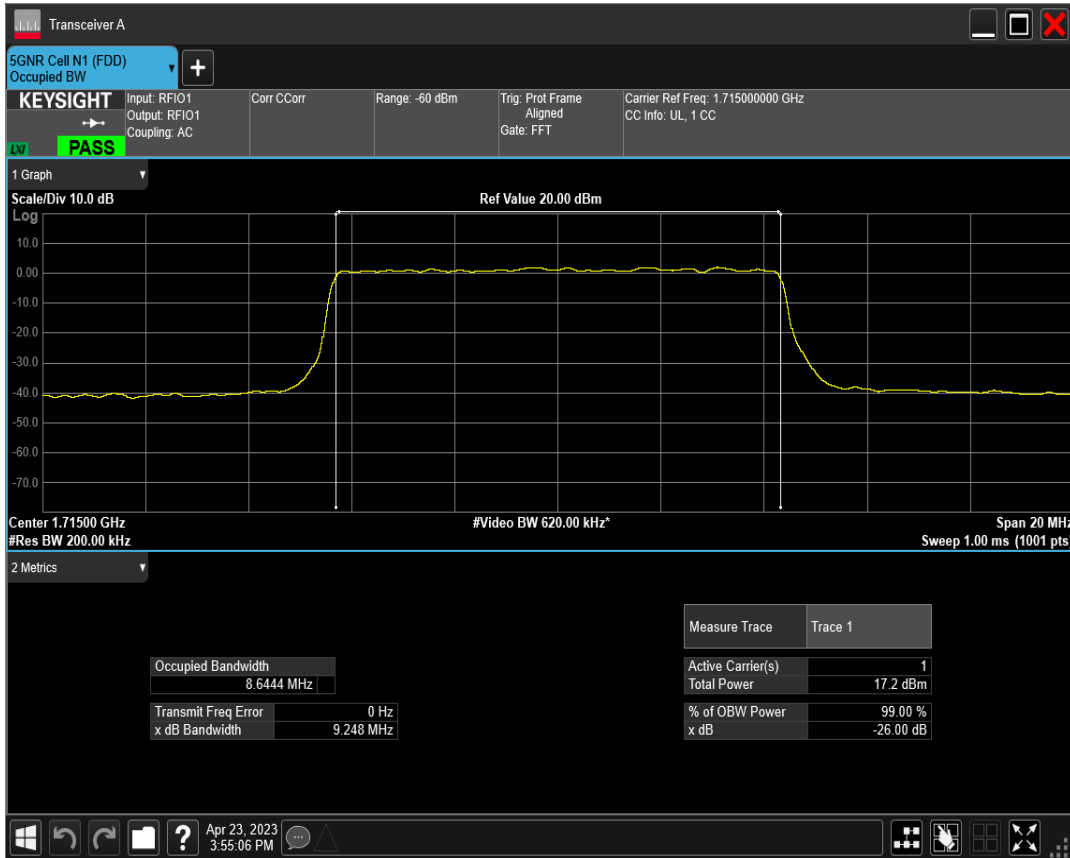 Transceiver A
5GNR Cell N1 (FDD)
Occupied BW
+
KEYSIGHT
LXI
PASS
Input: RFIO1
Output: RFIO1
Coupling: AC
Corr CCorr
Range: -60 dBm
Trig: Prot Frame
Aligned
Gate: FFT
Carrier Ref Freq: 1.715000000 GHz
CC Info: UL, 1 CC
1 Graph
Scale/Div 10.0 dB
Ref Value 20.00 dBm
Log
10.0
0.00
-10.0
-20.0
-30.0
-40.0
-50.0
-60.0
-70.0
Center 1.71500 GHz
#Video BW 620.00 kHz*
Span 20 MHz
#Res BW 200.00 kHz
Sweep 1.00 ms (1001 pts)
2 Metrics
Measure Trace Trace 1
Occupied Bandwidth
8.6444 MHz
Active Carrier(s) 1
Total Power 17.2 dBm
Transmit Freq Error 0 Hz
x dB Bandwidth 9.248 MHz
% of OBW Power 99.00 %
x dB -26.00 dB
?
Apr 23, 2023
3:55:06 PM